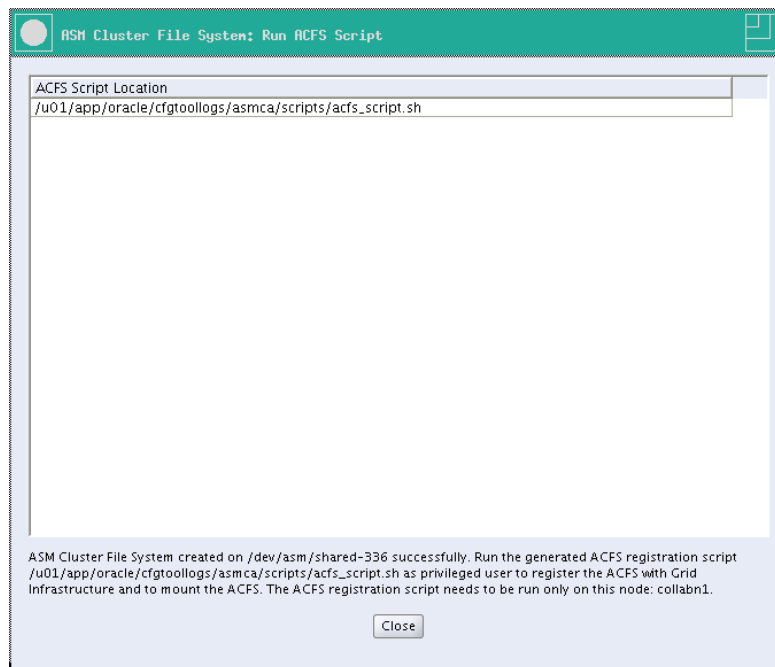 ASM Cluster File System: Run ACFS Script
ACFS Script Location
/u01/app/oracle/cfgtoollogs/asmca/scripts/acfs_script.sh
ASM Cluster File System created on /dev/asm/shared-336 successfully. Run the generated ACFS registration script
/u01/app/oracle/cfgtoollogs/asmca/scripts/acfs_script.sh as privileged user to register the ACFS with Grid
Infrastructure and to mount the ACFS. The ACFS registration script needs to be run only on this node: collabn1.
Close